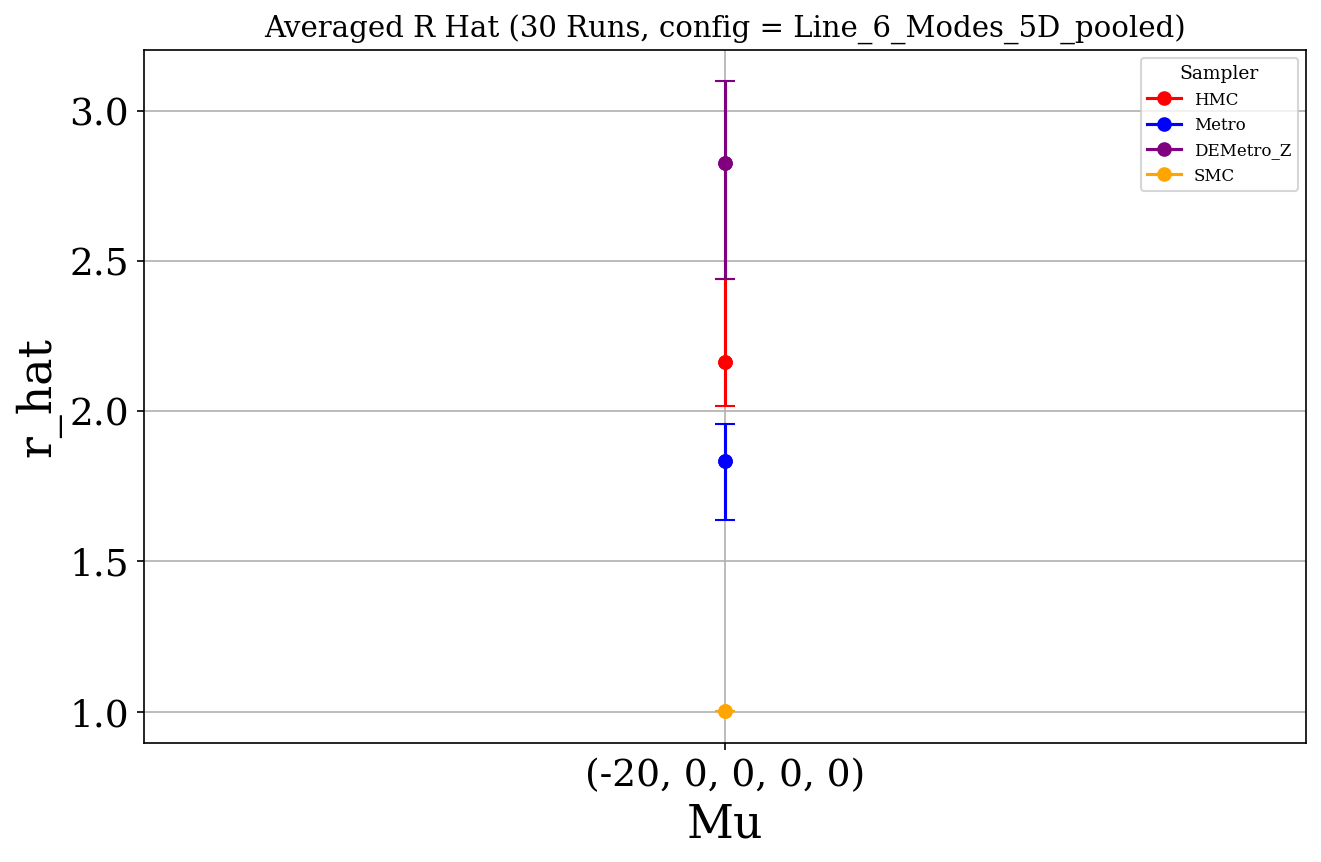 Averaged R Hat (30 Runs, config = Line_6_Modes_5D_pooled)
Sampler
HMC
Metro
DEMetro_Z
SMC
r_hat
3.0
2.5
2.0
1.5
1.0
(-20, 0, 0, 0, 0)
Mu